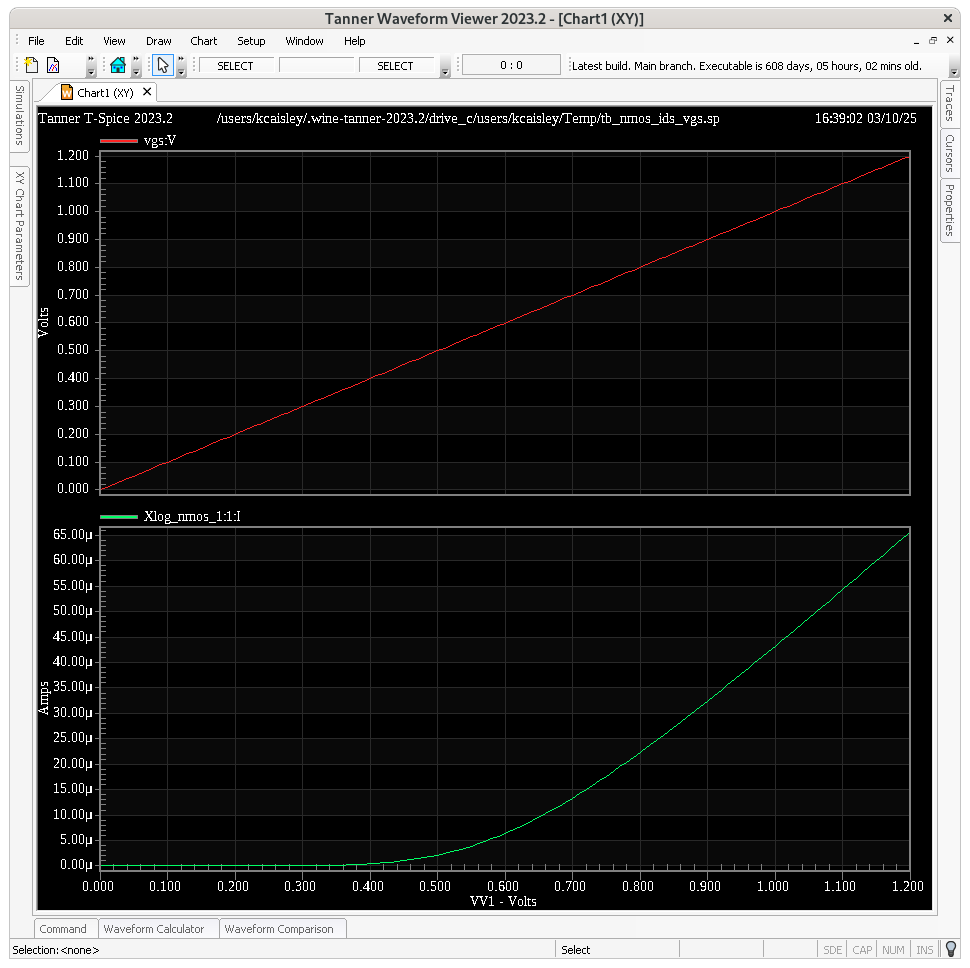 Tanner Waveform Viewer 2023.2 - [Chart1 (XY)]
File Edit View Draw Chart Setup Window Help
SELECT SELECT 0 : 0 Latest build. Main branch. Executable is 608 days, 05 hours, 02 mins old.
Simulations
XY Chart Parameters
Chart1 (XY)
Traces
Cursors
Properties
Tanner T-Spice 2023.2 /users/kcaisley/.wine-tanner-2023.2/drive_c/users/kcaisley/Temp/tb_nmos_ids_vgs.sp 16:39:02 03/10/25
vgs:V
1.200
1.100
1.000
0.900
0.800
0.700
0.600
0.500
0.400
0.300
0.200
0.100
0.000
Volts
Xlog_nmos_1:1:I
65.00µ
60.00µ
55.00µ
50.00µ
45.00µ
40.00µ
35.00µ
30.00µ
25.00µ
20.00µ
15.00µ
10.00µ
5.00µ
0.00µ
Amps
0.000 0.100 0.200 0.300 0.400 0.500 0.600 0.700 0.800 0.900 1.000 1.100 1.200
VV1 - Volts
Command Waveform Calculator Waveform Comparison
Selection: <none> Select SDE CAP NUM INS